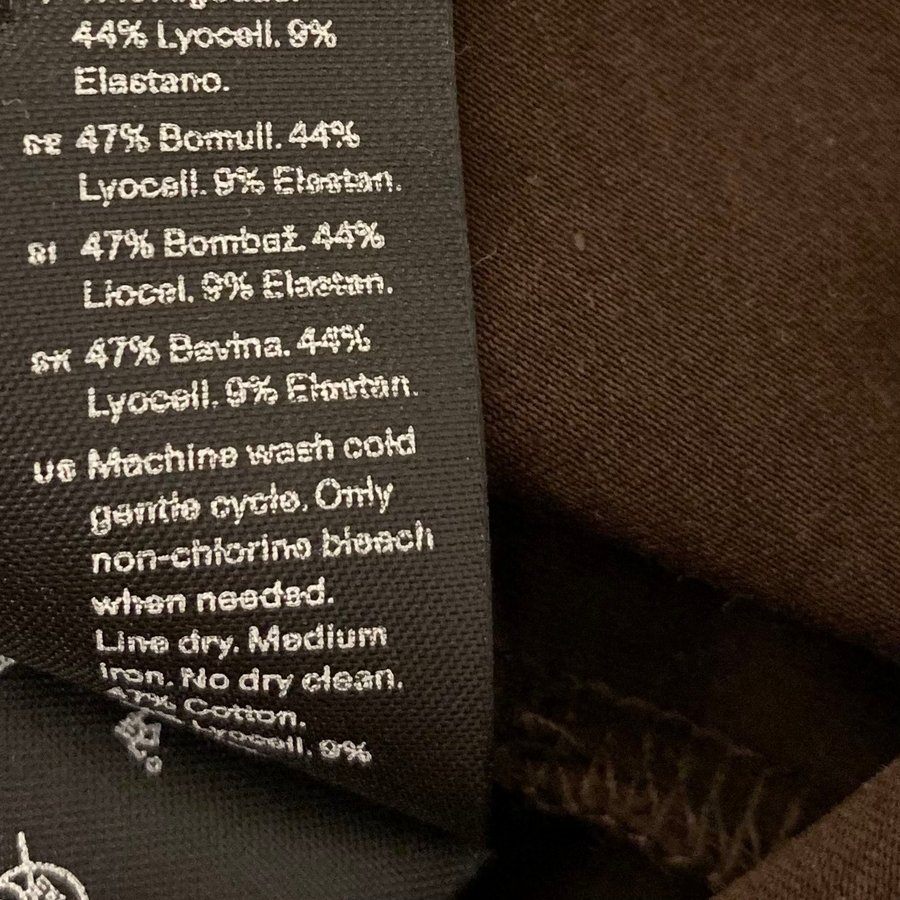 44% Lyocell. 9%
Elastano.
SE 47% Bomull. 44%
Lyocell. 9% Elastan.
SI 47% Bombaž. 44%
Liocel. 9% Elastan.
SK 47% Bavlna. 44%
Lyocell. 9% Elastan.
US Machine wash cold
gentle cycle. Only
non-chlorine bleach
when needed.
Line dry. Medium
iron. No dry clean.
47% Cotton.
Lyocell. 9%